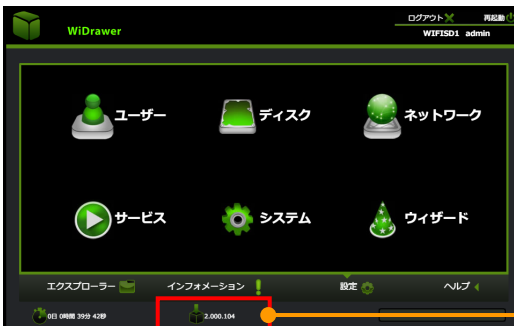 ログアウト 再起動
WiDrawer
WIFISD1 admin
ユーザー ディスク ネットワーク
サービス システム ウィザード
エクスプローラー インフォメーション 設定 ヘルプ
0日 0時間 39分 42秒 2.000.104